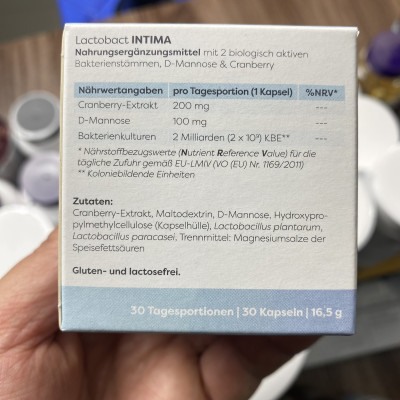 Lactobact INTIMA
Nahrungsergänzungsmittel mit 2 biologisch aktiven
Bakterienstämmen, D-Mannose & Cranberry
Nährwertangaben pro Tagesportion (1 Kapsel) %NRV*
Cranberry-Extrakt 200 mg ---
D-Mannose 100 mg ---
Bakterienkulturen 2 Milliarden (2 x 10⁹) KBE** ---
* Nährstoffbezugswerte (Nutrient Reference Value) für die
tägliche Zufuhr gemäß EU-LMIV (VO (EU) Nr. 1169/2011)
** Koloniebildende Einheiten
Zutaten:
Cranberry-Extrakt, Maltodextrin, D-Mannose, Hydroxypro-
pylmethylcellulose (Kapselhülle), Lactobacillus plantarum,
Lactobacillus paracasei, Trennmittel: Magnesiumsalze der
Speisefettsäuren
Gluten- und lactosefrei.
30 Tagesportionen | 30 Kapseln | 16,5 g